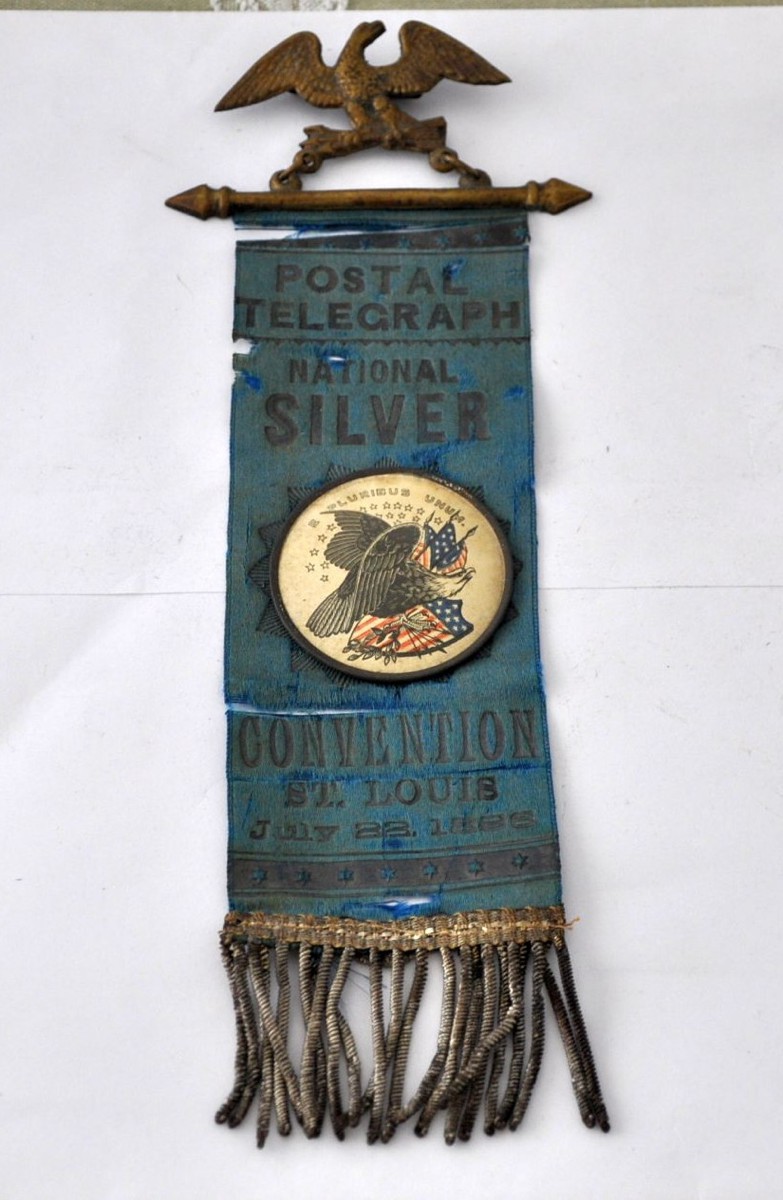 POSTAL
TELEGRAPH
NATIONAL
SILVER
E PLURIBUS UNUM.
CONVENTION
ST. LOUIS
July 22, 1896